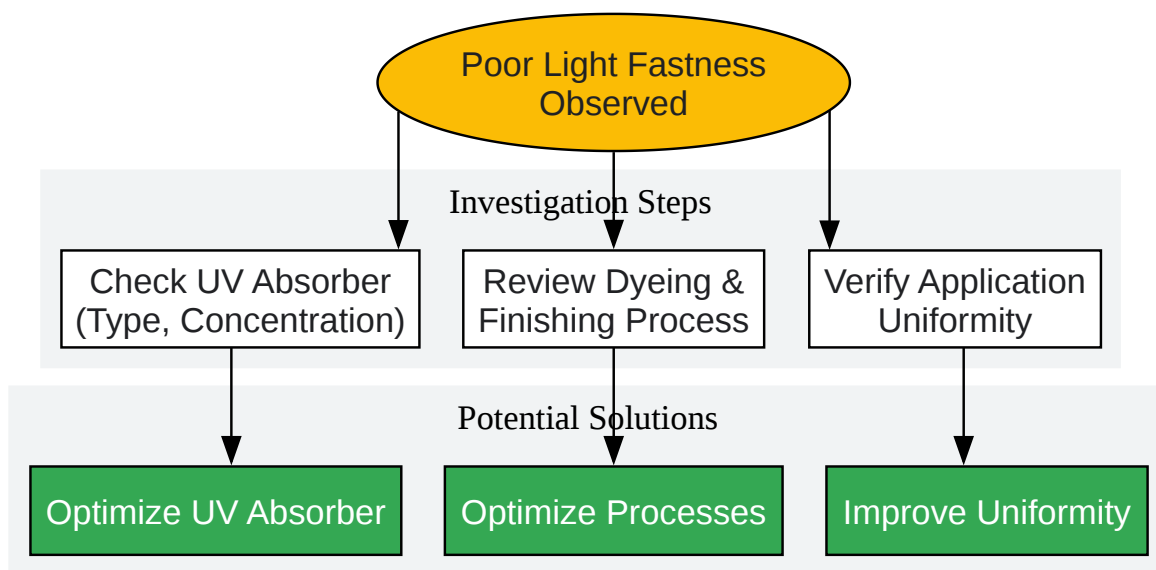 Poor Light Fastness
Observed
Investigation Steps
Check UV Absorber
(Type, Concentration)
Review Dyeing &
Finishing Process
Verify Application
Uniformity
Potential Solutions
Optimize UV Absorber
Optimize Processes
Improve Uniformity